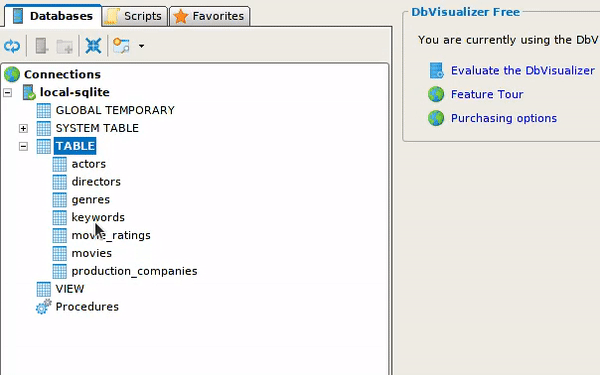 Databases Scripts Favorites
Connections
local-sqlite
GLOBAL TEMPORARY
SYSTEM TABLE
TABLE
actors
directors
genres
keywords
movie_ratings
movies
production_companies
VIEW
Procedures
DbVisualizer Free
You are currently using the DbV
Evaluate the DbVisualizer
Feature Tour
Purchasing options